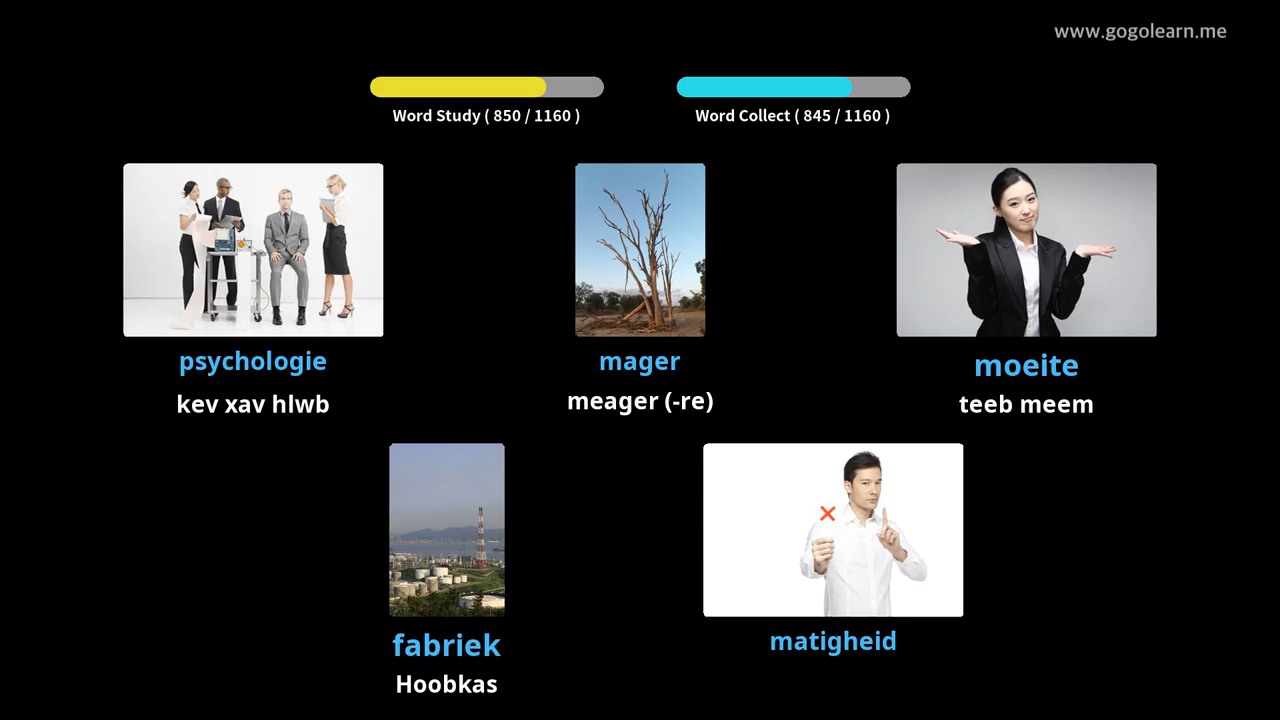 www.gogolearn.me
Word Study ( 850 / 1160 )
Word Collect ( 845 / 1160 )
psychologie
kev xav hlwb
mager
meager (-re)
moeite
teeb meem
fabriek
Hoobkas
matigheid